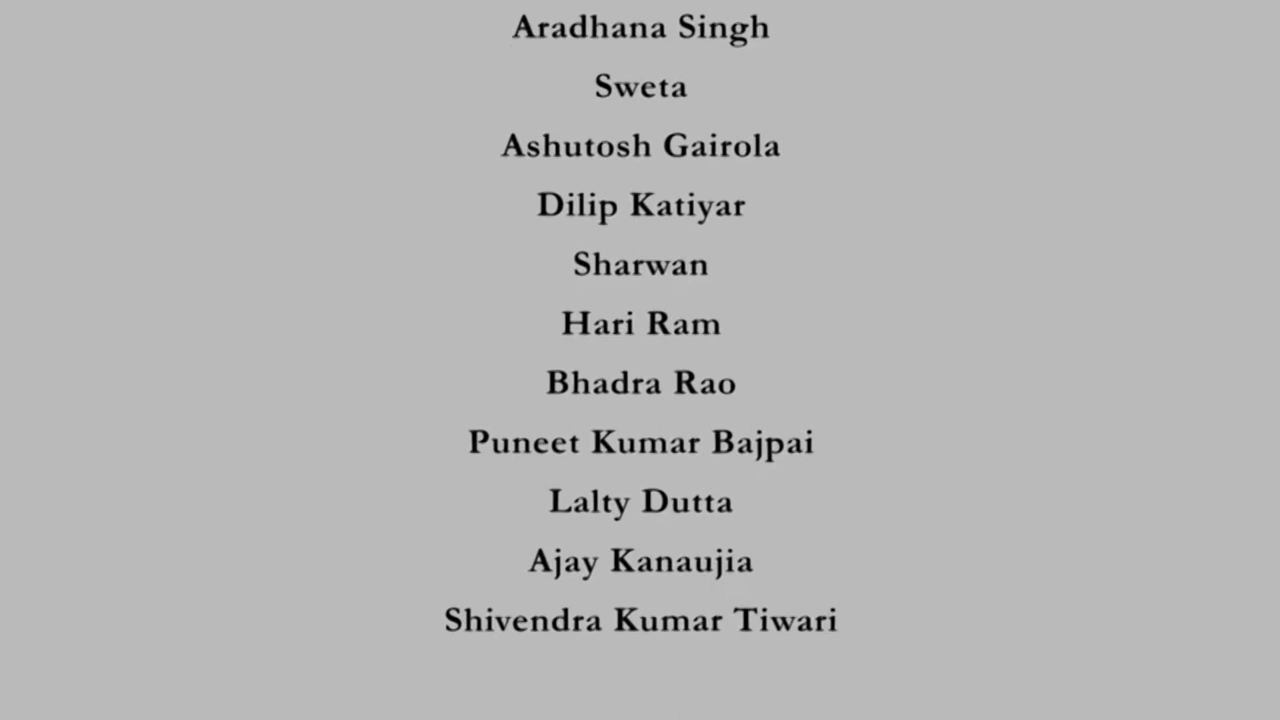 Aradhana Singh
Sweta
Ashutosh Gairola
Dilip Katiyar
Sharwan
Hari Ram
Bhadra Rao
Puneet Kumar Bajpai
Lalty Dutta
Ajay Kanaujia
Shivendra Kumar Tiwari